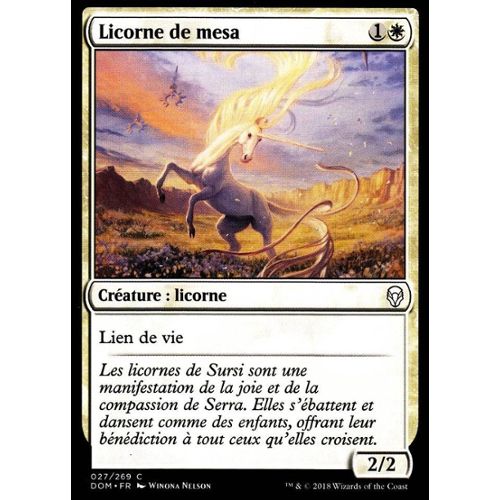 Licorne de mesa 1
Créature : licorne
Lien de vie
Les licornes de Sursi sont une
manifestation de la joie et de la
compassion de Serra. Elles s'ébattent et
dansent comme des enfants, offrant leur
bénédiction à tout ceux qu'elles croisent.
2/2
027/269 C
DOM • FR Winona Nelson
™ & © 2018 Wizards of the Coast